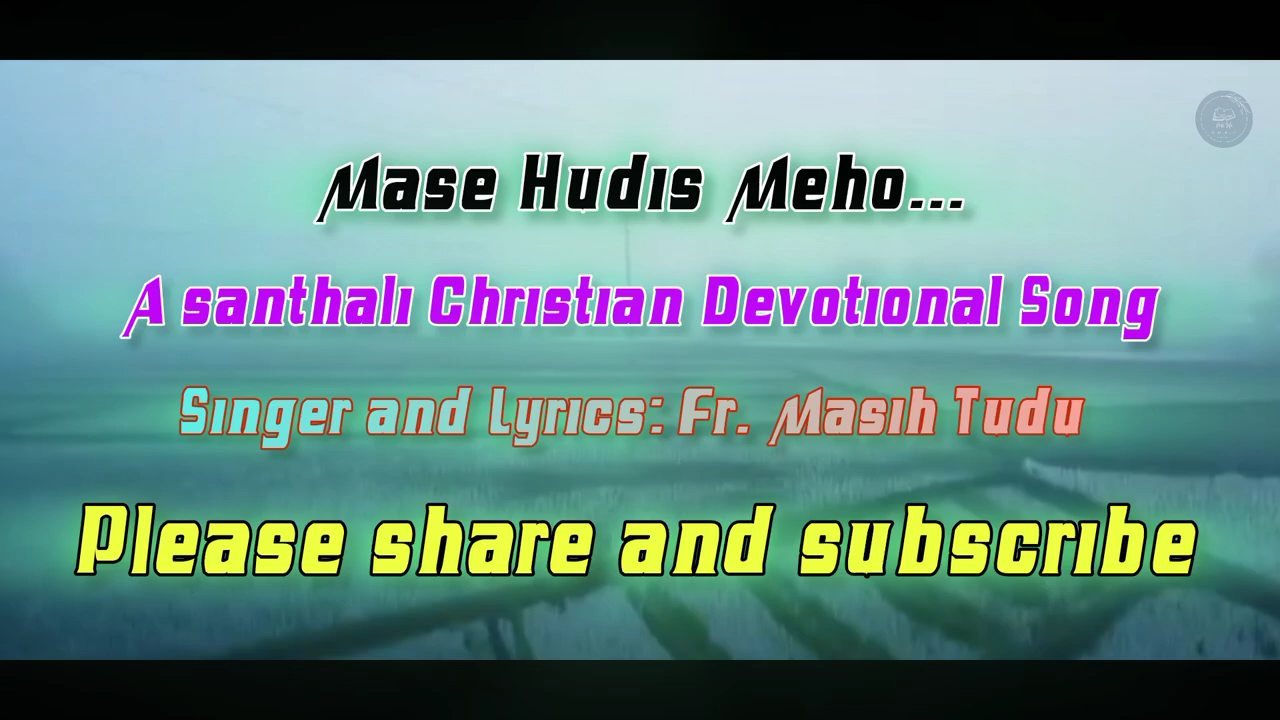 Mase Hudis Meho...
A santhali Christian Devotional Song
Singer and Lyrics: Fr. Masih Tudu
Please share and subscribe